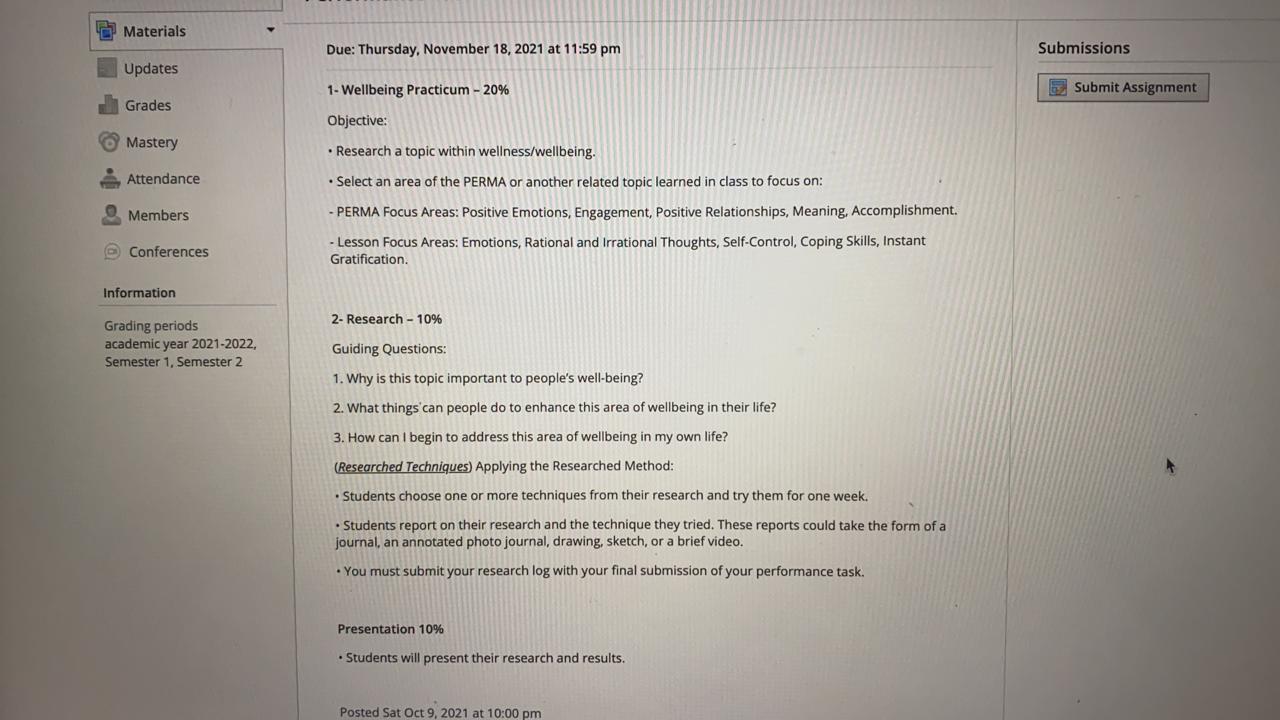 Materials
Updates
Grades
Mastery
Attendance
Members
Conferences
Information
Grading periods
academic year 2021-2022,
Semester 1, Semester 2
Due: Thursday, November 18, 2021 at 11:59 pm
1- Wellbeing Practicum – 20%
Objective:
• Research a topic within wellness/wellbeing.
• Select an area of the PERMA or another related topic learned in class to focus on:
- PERMA Focus Areas: Positive Emotions, Engagement, Positive Relationships, Meaning, Accomplishment.
- Lesson Focus Areas: Emotions, Rational and Irrational Thoughts, Self-Control, Coping Skills, Instant
Gratification.
2- Research – 10%
Guiding Questions:
1. Why is this topic important to people's well-being?
2. What things can people do to enhance this area of wellbeing in their life?
3. How can I begin to address this area of wellbeing in my own life?
(Researched Techniques) Applying the Researched Method:
• Students choose one or more techniques from their research and try them for one week.
• Students report on their research and the technique they tried. These reports could take the form of a
journal, an annotated photo journal, drawing, sketch, or a brief video.
• You must submit your research log with your final submission of your performance task.
Presentation 10%
• Students will present their research and results.
Posted Sat Oct 9, 2021 at 10:00 pm
Submissions
Submit Assignment